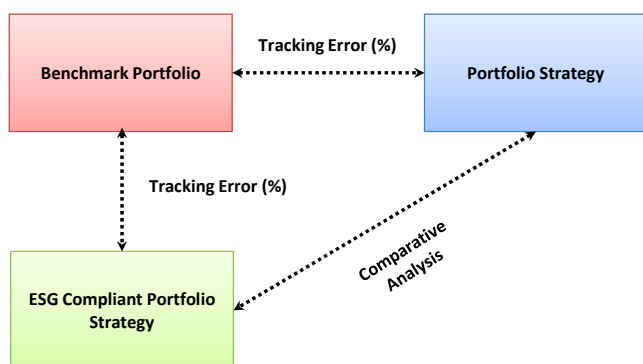 Tracking Error (%)
Benchmark Portfolio
Portfolio Strategy
Tracking Error (%)
Comparative
Analysis
ESG Compliant Portfolio
Strategy